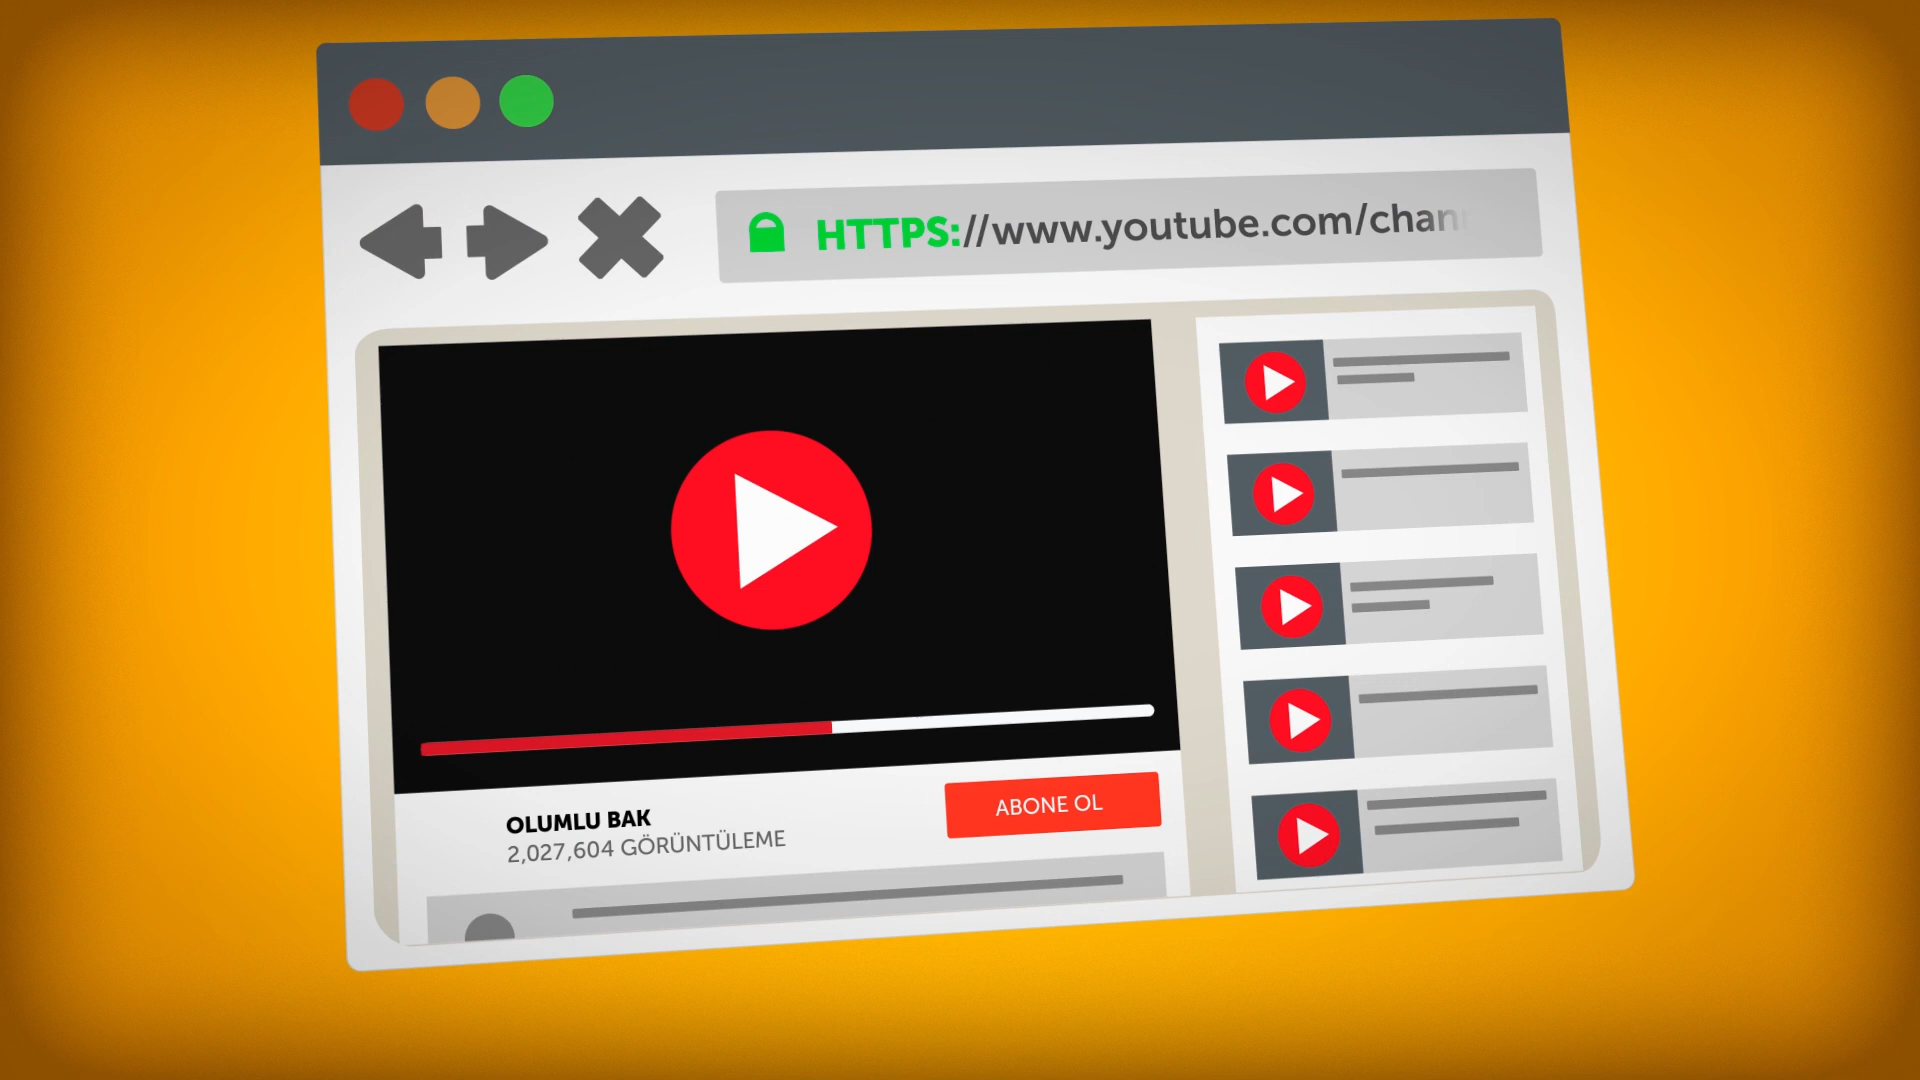 HTTPS://www.youtube.com/chan
OLUMLU BAK
2,027,604 GÖRÜNTÜLEME
ABONE OL